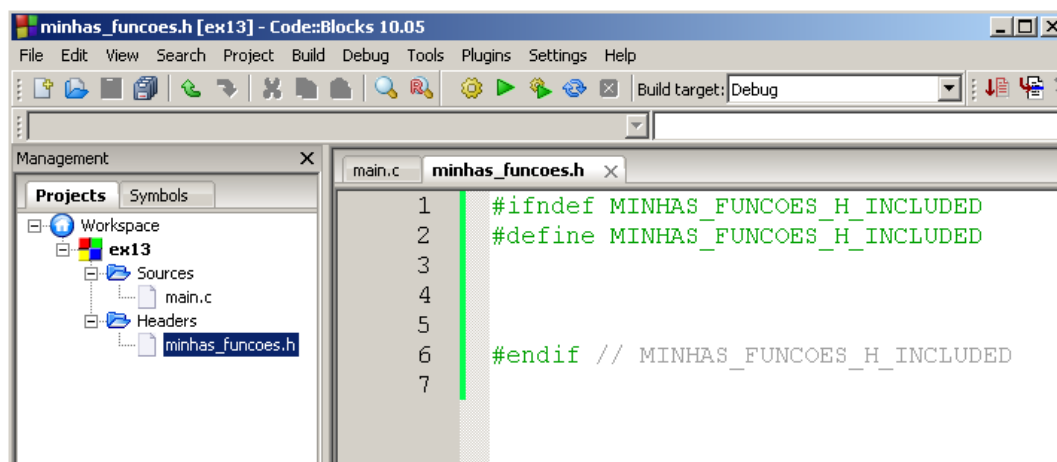 minhas_funcoes.h [ex13] - Code::Blocks 10.05
File Edit View Search Project Build Debug Tools Plugins Settings Help
Build target: Debug
Management
main.c minhas_funcoes.h
Projects Symbols
Workspace
ex13
Sources
main.c
Headers
minhas_funcoes.h
1 #ifndef MINHAS_FUNCOES_H_INCLUDED
2 #define MINHAS_FUNCOES_H_INCLUDED
3
4
5
6 #endif // MINHAS_FUNCOES_H_INCLUDED
7